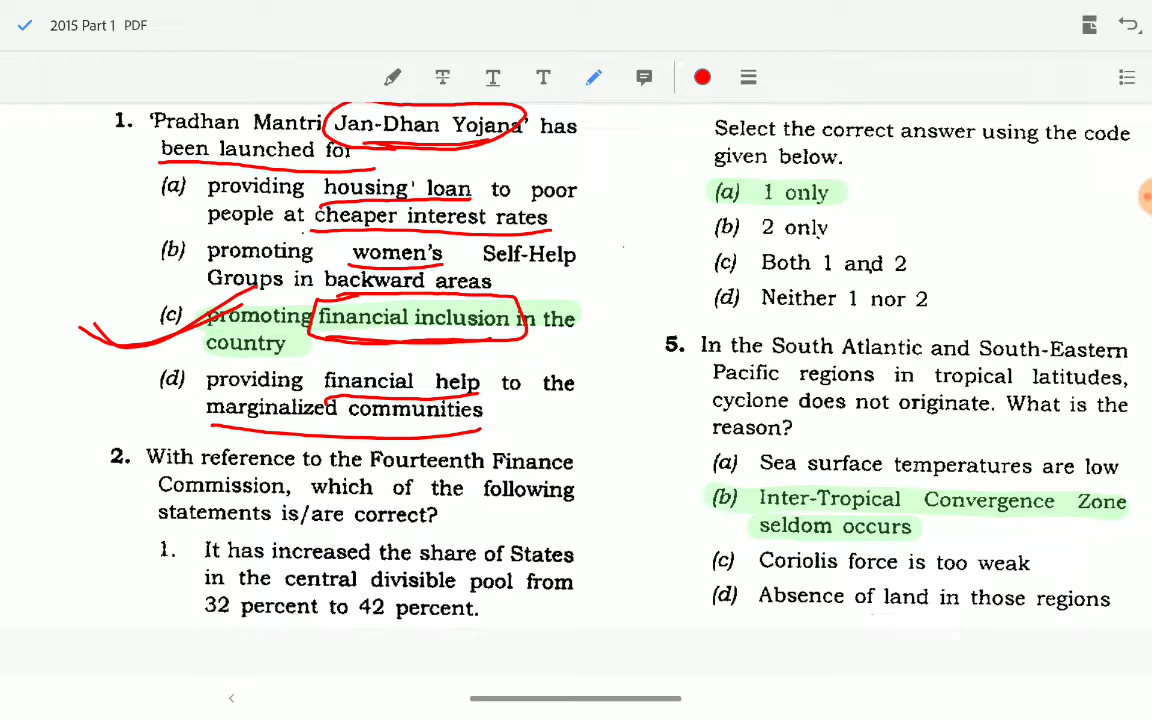 2015 Part 1 PDF
1. 'Pradhan Mantri Jan-Dhan Yojana' has
been launched for
(a) providing housing loan to poor
people at cheaper interest rates
(b) promoting women's Self-Help
Groups in backward areas
(c) promoting financial inclusion in the
country
(d) providing financial help to the
marginalized communities
2. With reference to the Fourteenth Finance
Commission, which of the following
statements is/are correct?
1. It has increased the share of States
in the central divisible pool from
32 percent to 42 percent.
Select the correct answer using the code
given below.
(a) 1 only
(b) 2 only
(c) Both 1 and 2
(d) Neither 1 nor 2
5. In the South Atlantic and South-Eastern
Pacific regions in tropical latitudes,
cyclone does not originate. What is the
reason?
(a) Sea surface temperatures are low
(b) Inter-Tropical Convergence Zone
seldom occurs
(c) Coriolis force is too weak
(d) Absence of land in those regions